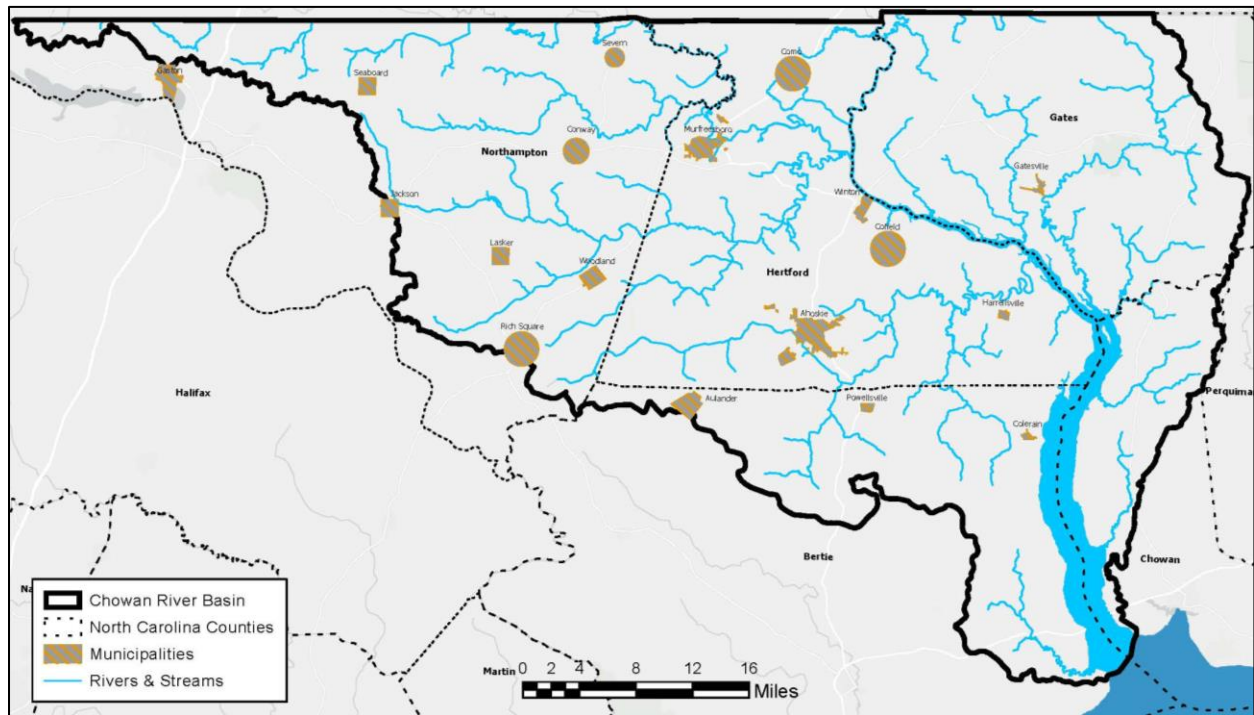 Severn
Como
Gaston
Seaboard
Gates
Conway
Murfreesboro
Northampton
Gatesville
Jackson
Winton
Cofield
Lasker
Woodland
Hertford
Harrellsville
Ahoskie
Rich Square
Halifax
Perquima
Aulander
Powellsville
Colerain
Bertie
Chowan
Na
Chowan River Basin
North Carolina Counties
Municipalities
Rivers & Streams
Martin
0 2 4 8 12 16
Miles